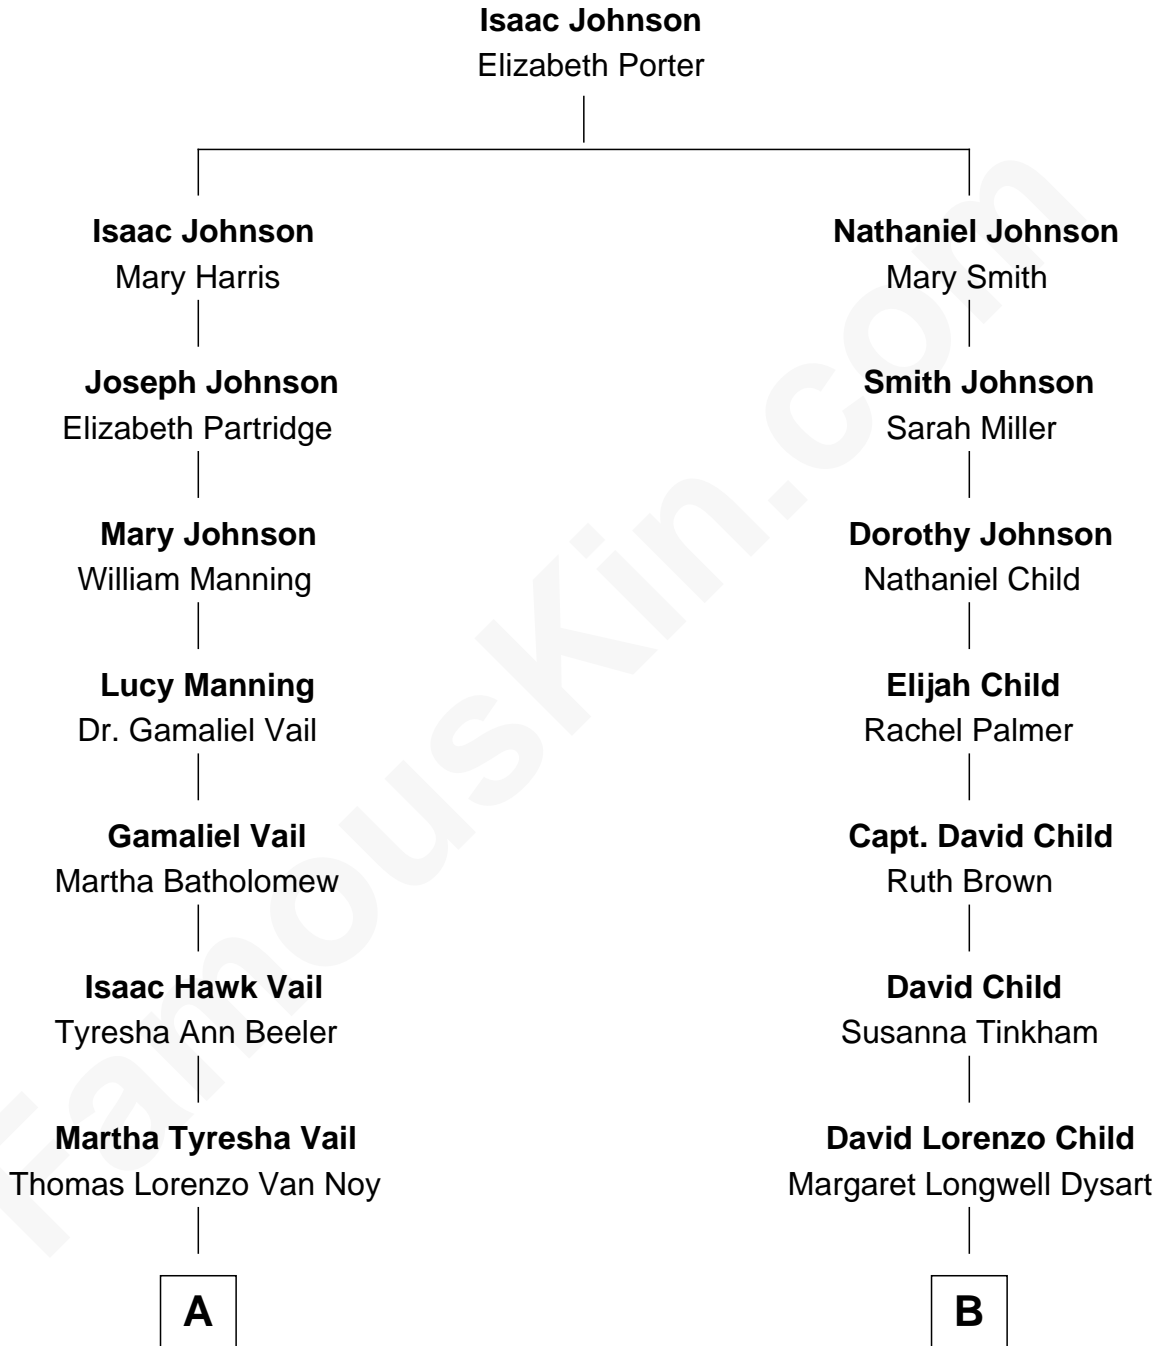 Isaac Johnson
Elizabeth Porter
Isaac Johnson
Mary Harris
Nathaniel Johnson
Mary Smith
Joseph Johnson
Elizabeth Partridge
Smith Johnson
Sarah Miller
Mary Johnson
William Manning
Dorothy Johnson
Nathaniel Child
Lucy Manning
Dr. Gamaliel Vail
Elijah Child
Rachel Palmer
Gamaliel Vail
Martha Batholomew
Capt. David Child
Ruth Brown
Isaac Hawk Vail
Tyresha Ann Beeler
David Child
Susanna Tinkham
Martha Tyresha Vail
Thomas Lorenzo Van Noy
David Lorenzo Child
Margaret Longwell Dysart
A
B
FamousKin.com